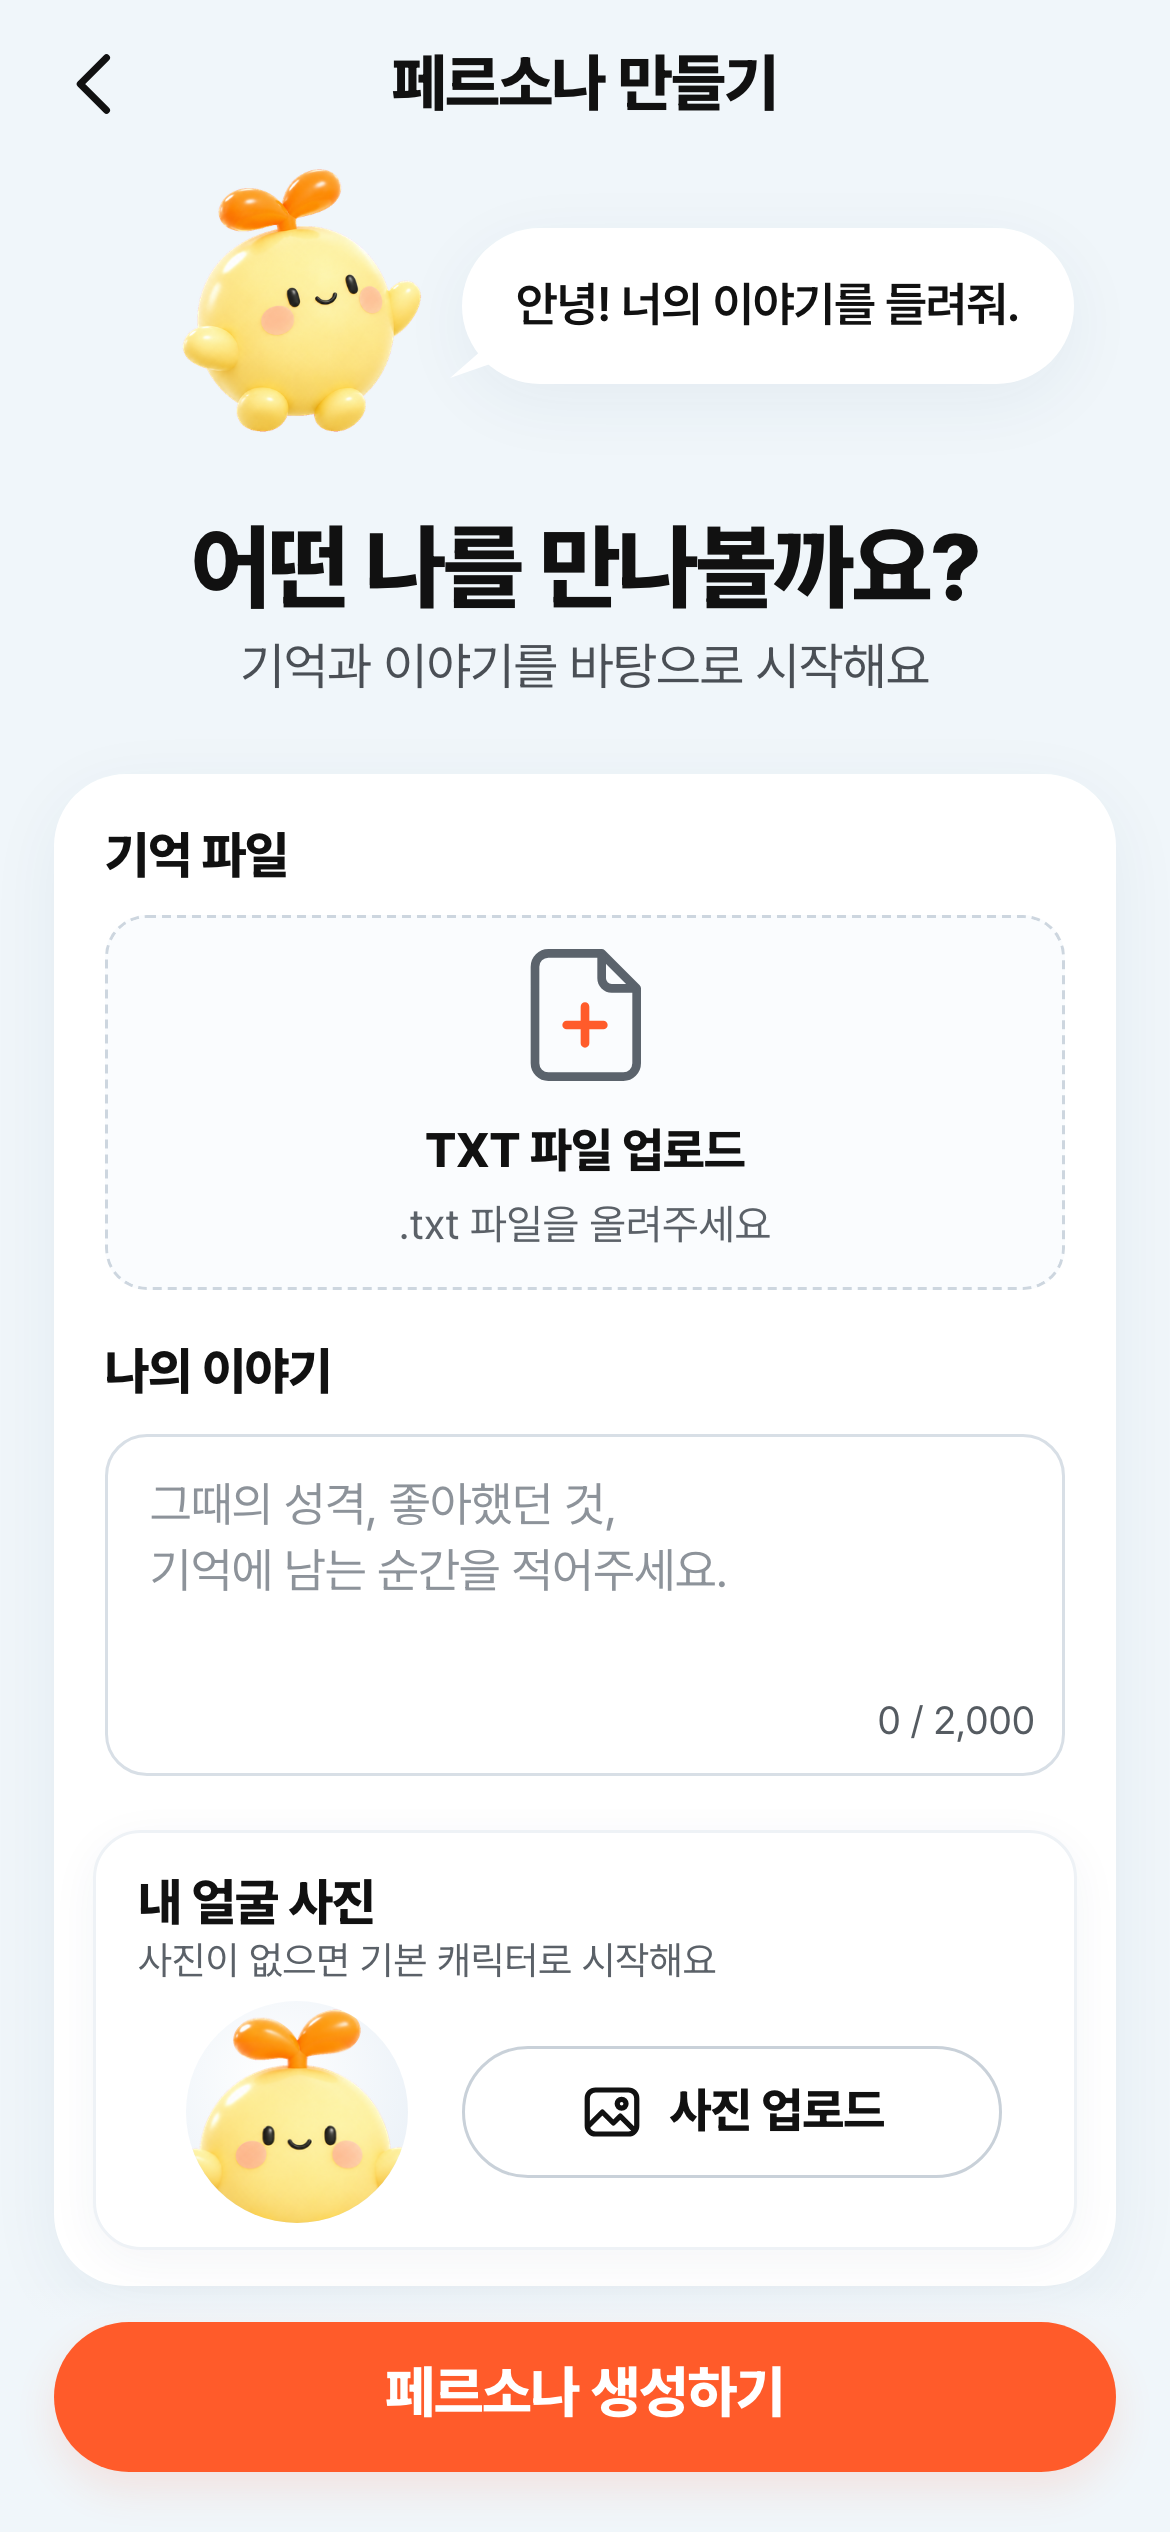 페르소나 만들기
안녕! 너의 이야기를 들려줘.
어떤 나를 만나볼까요?
기억과 이야기를 바탕으로 시작해요
기억 파일
TXT 파일 업로드
.txt 파일을 올려주세요
나의 이야기
그때의 성격, 좋아했던 것,
기억에 남는 순간을 적어주세요.
0 / 2,000
내 얼굴 사진
사진이 없으면 기본 캐릭터로 시작해요
사진 업로드
페르소나 생성하기